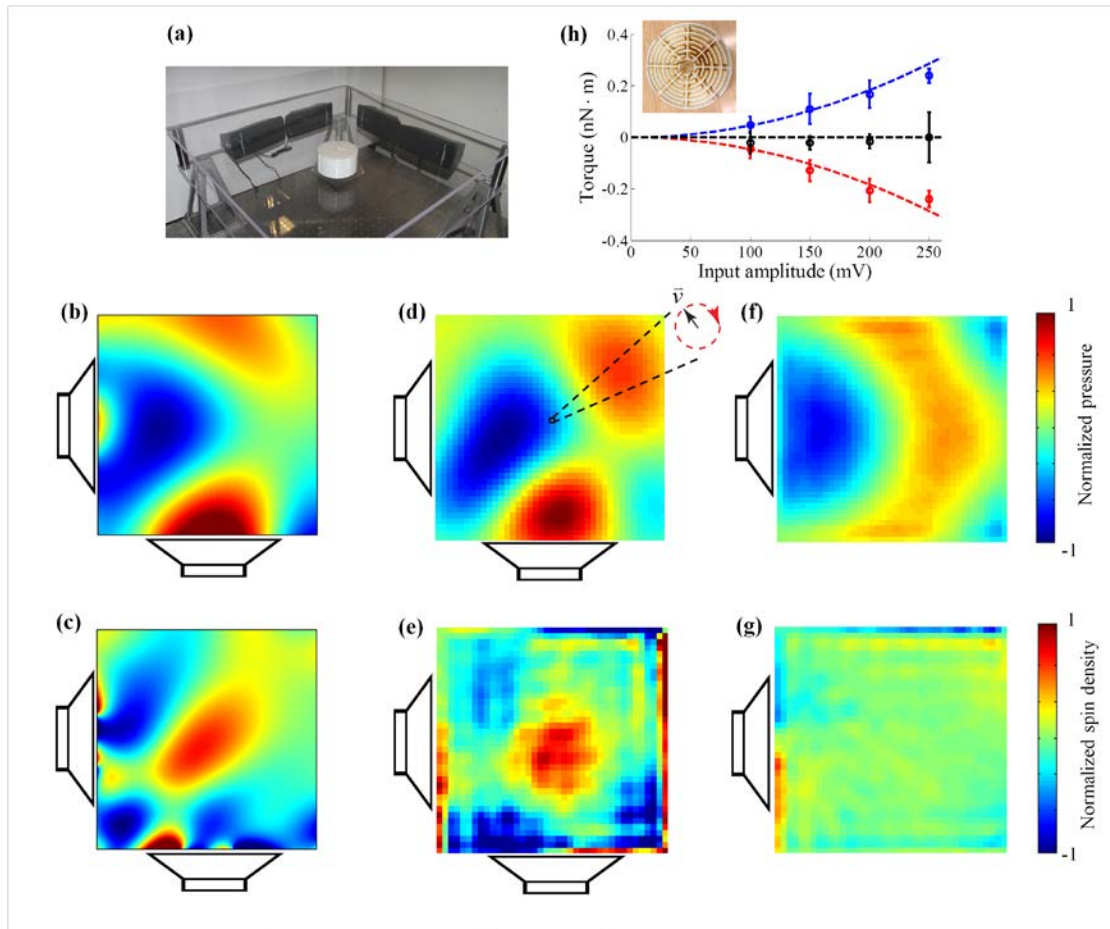 (a)
(h)
0.4
0.2
0
-0.2
-0.4
Torque (nN · m)
0
50
100
150
200
250
Input amplitude (mV)
(b)
(d)
v̄
(f)
1
Normalized pressure
-1
(c)
(e)
(g)
1
Normalized spin density
-1